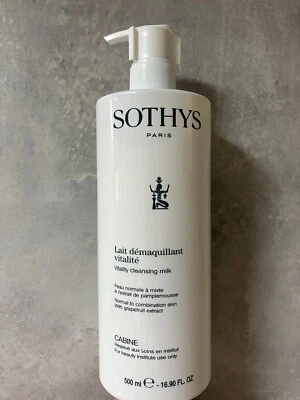 SOTHYS
PARIS
Lait démaquillant
vitalité
Vitality cleansing milk
Peau normale à mixte
A l'extrait de pamplemousse
Normal to combination skin
With grapefruit extract
CABINE
Réservé aux soins en institut
For beauty institute use only
500 ml e - 16.90 FL. OZ